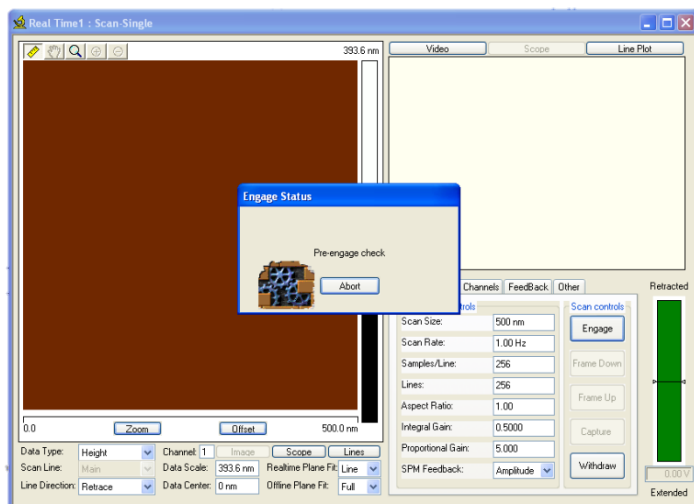 Real Time1 : Scan-Single
393.6 nm
Video
Scope
Line Plot
Engage Status
Pre-engage check
Abort
Channels
FeedBack
Other
Retracted
Scan controls
Scan Size:
500 nm
Engage
Scan Rate:
1.00 Hz
Samples/Line:
256
Frame Down
Lines:
256
Frame Up
Aspect Ratio:
1.00
Integral Gain:
0.5000
Capture
Proportional Gain:
5.000
SPM Feedback:
Amplitude
Withdraw
0.00 V
Extended
0.0
Zoom
Offset
500.0 nm
Data Type:
Height
Channel:
1
Image
Scope
Lines
Scan Line:
Main
Data Scale:
393.6 nm
Realtime Plane Fit:
Line
Line Direction:
Retrace
Data Center:
0 nm
Offline Plane Fit:
Full